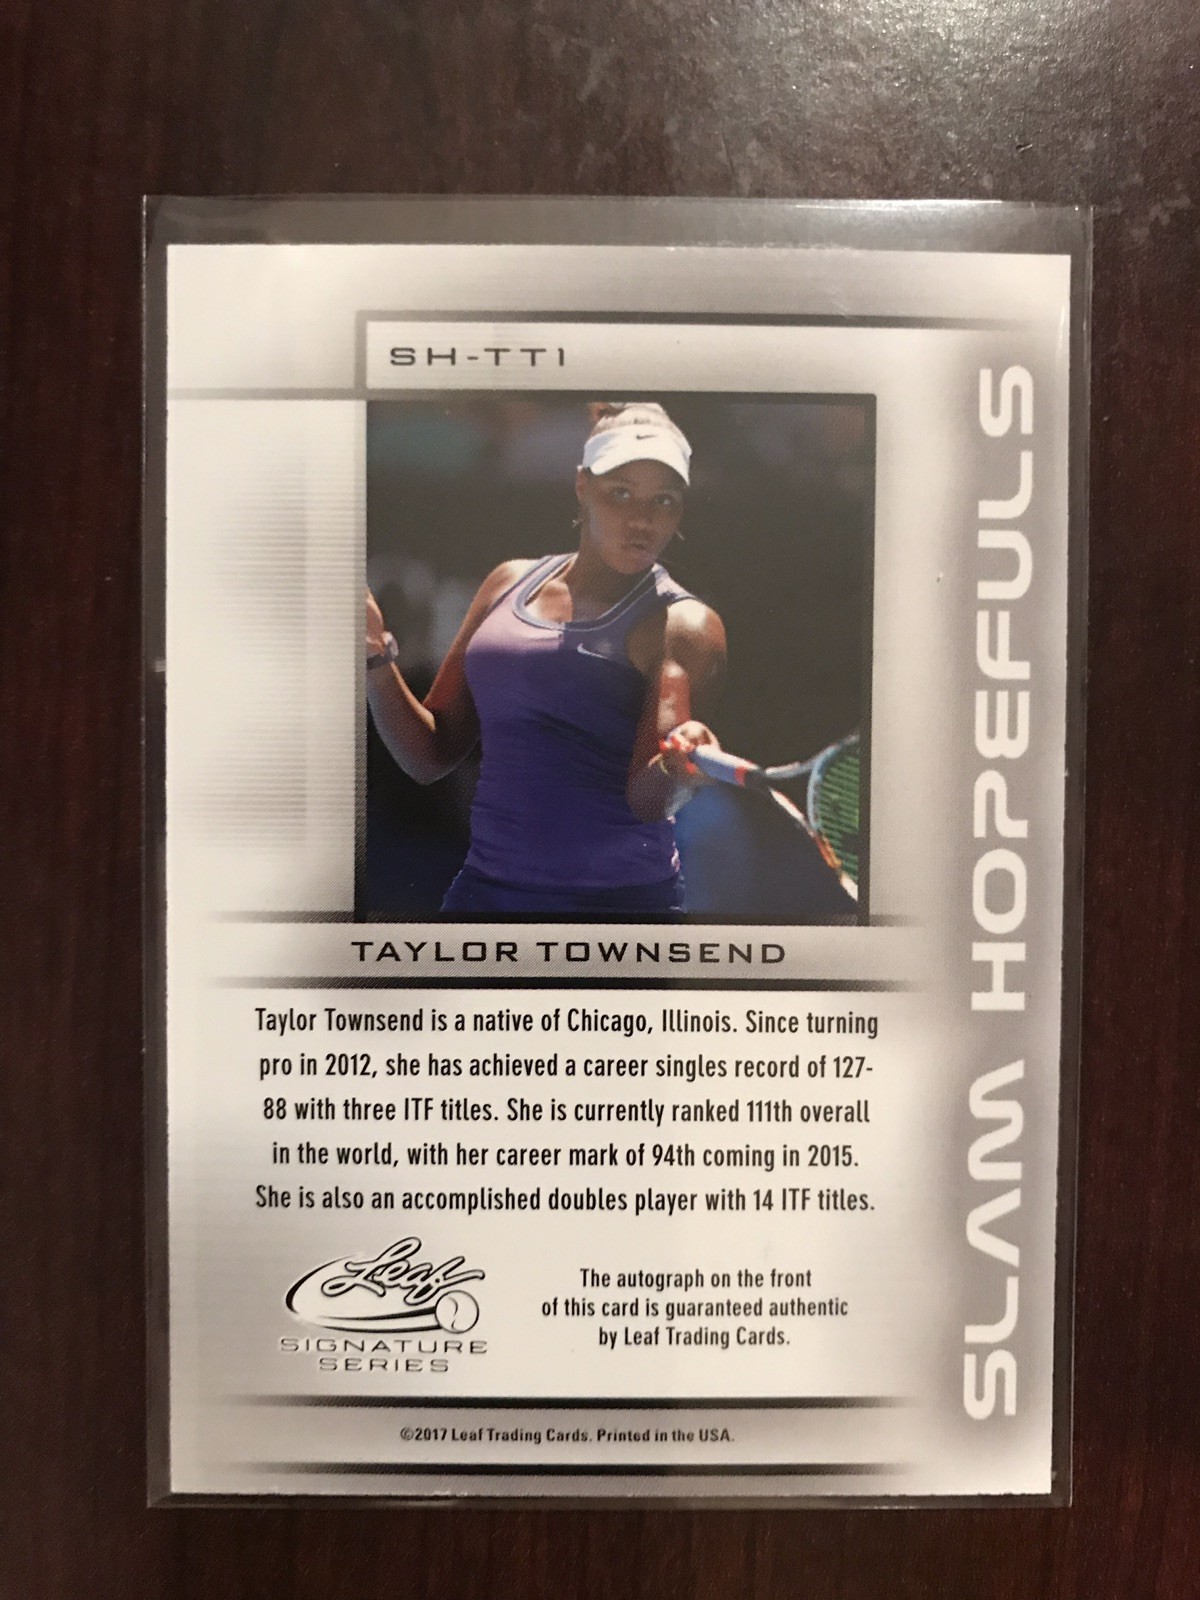 SH-TT1
TAYLOR TOWNSEND
Taylor Townsend is a native of Chicago, Illinois. Since turning
pro in 2012, she has achieved a career singles record of 127-
88 with three ITF titles. She is currently ranked 111th overall
in the world, with her career mark of 94th coming in 2015.
She is also an accomplished doubles player with 14 ITF titles.
Leaf
SIGNATURE
SERIES
The autograph on the front
of this card is guaranteed authentic
by Leaf Trading Cards.
©2017 Leaf Trading Cards. Printed in the USA.
SLAM HOPEFULS